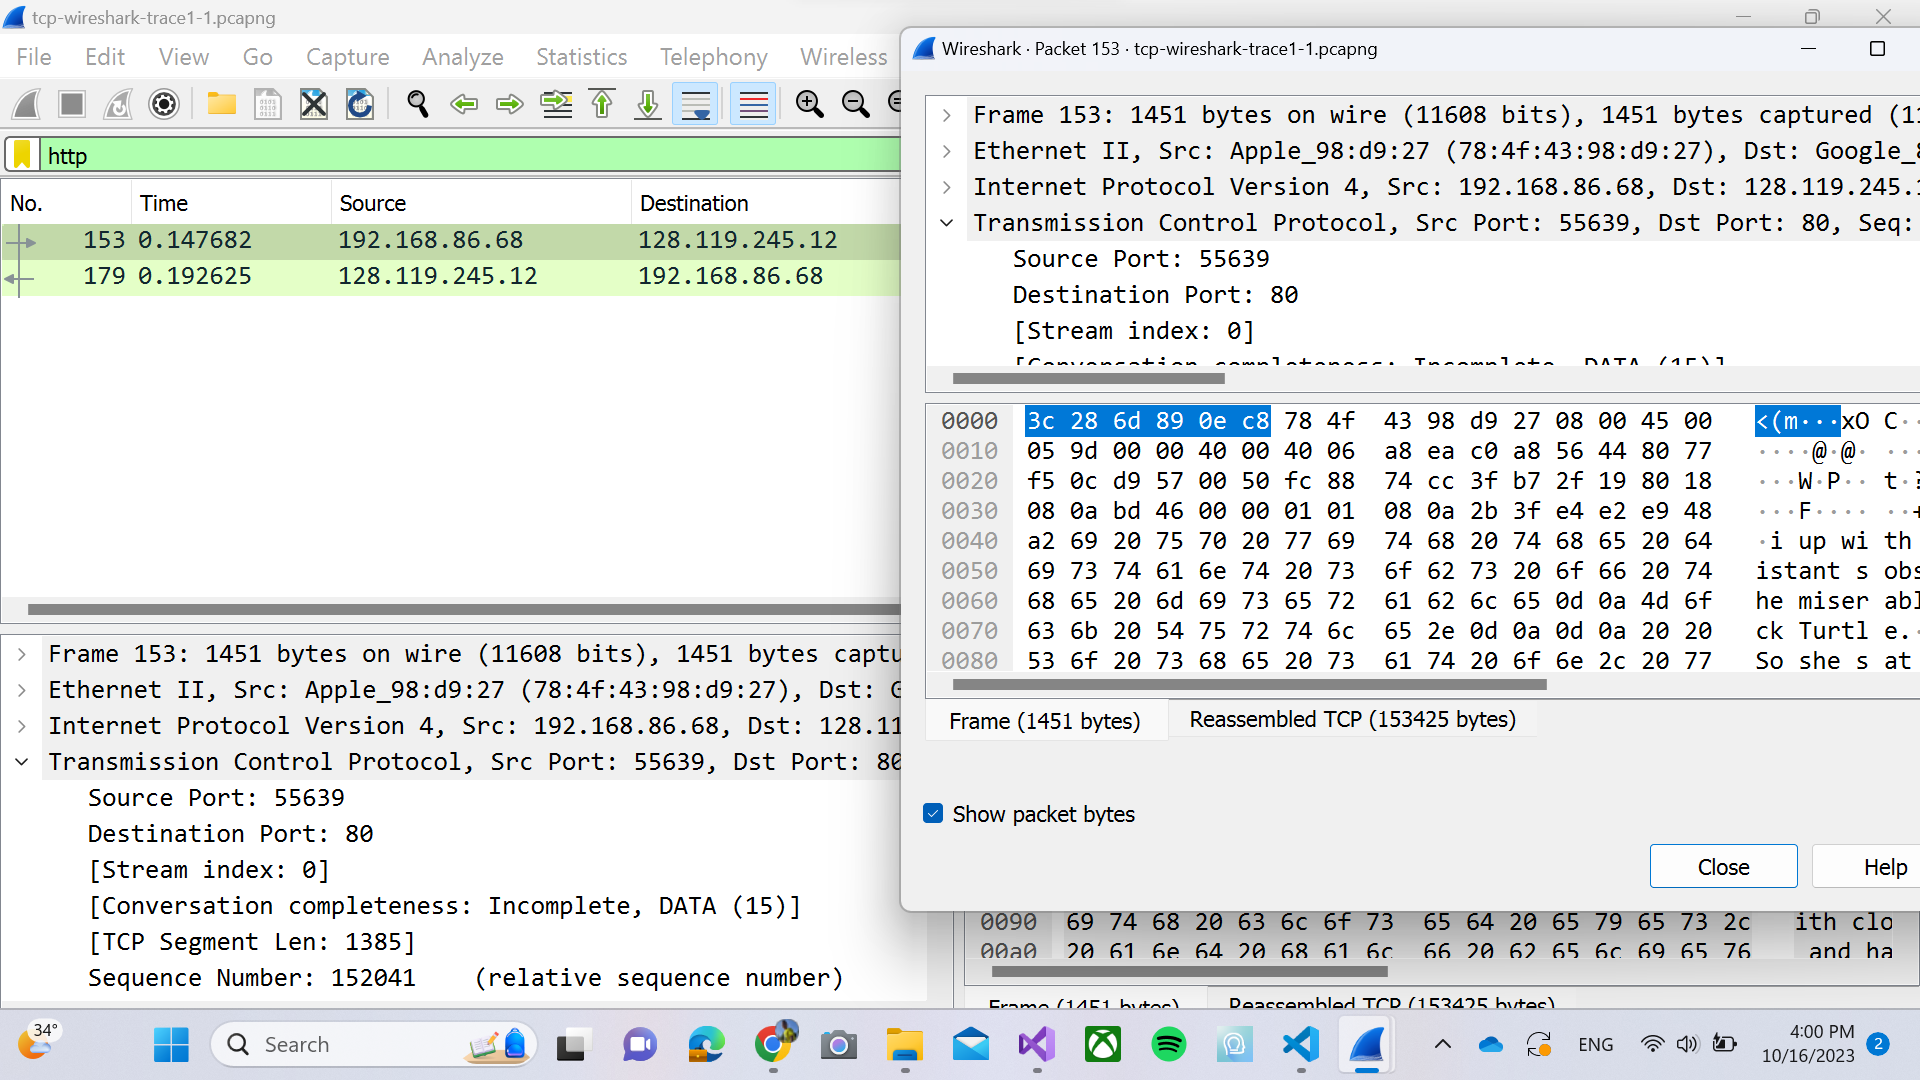 tcp-wireshark-trace1-1.pcapng
File Edit View Go Capture Analyze Statistics Telephony Wireless
http
No. Time Source Destination
153 0.147682 192.168.86.68 128.119.245.12
179 0.192625 128.119.245.12 192.168.86.68
Frame 153: 1451 bytes on wire (11608 bits), 1451 bytes captu
Ethernet II, Src: Apple_98:d9:27 (78:4f:43:98:d9:27), Dst: G
Internet Protocol Version 4, Src: 192.168.86.68, Dst: 128.11
Transmission Control Protocol, Src Port: 55639, Dst Port: 80
Source Port: 55639
Destination Port: 80
[Stream index: 0]
[Conversation completeness: Incomplete, DATA (15)]
[TCP Segment Len: 1385]
Sequence Number: 152041 (relative sequence number)
Wireshark · Packet 153 · tcp-wireshark-trace1-1.pcapng
Frame 153: 1451 bytes on wire (11608 bits), 1451 bytes captured (11
Ethernet II, Src: Apple_98:d9:27 (78:4f:43:98:d9:27), Dst: Google_8
Internet Protocol Version 4, Src: 192.168.86.68, Dst: 128.119.245.1
Transmission Control Protocol, Src Port: 55639, Dst Port: 80, Seq:
Source Port: 55639
Destination Port: 80
[Stream index: 0]
[Conversation completeness: Incomplete, DATA (15)]
0000 3c 28 6d 89 0e c8 78 4f 43 98 d9 27 08 00 45 00 <(m···xO C··
0010 05 9d 00 00 40 00 40 06 a8 ea c0 a8 56 44 80 77 ····@·@· ···
0020 f5 0c d9 57 00 50 fc 88 74 cc 3f b7 2f 19 80 18 ···W·P·· t·?
0030 08 0a bd 46 00 00 01 01 08 0a 2b 3f e4 e2 e9 48 ···F···· ··+
0040 a2 69 20 75 70 20 77 69 74 68 20 74 68 65 20 64 ·i up wi th
0050 69 73 74 61 6e 74 20 73 6f 62 73 20 6f 66 20 74 istant s obs
0060 68 65 20 6d 69 73 65 72 61 62 6c 65 0d 0a 4d 6f he miser abl
0070 63 6b 20 54 75 72 74 6c 65 2e 0d 0a 0d 0a 20 20 ck Turtl e.·
0080 53 6f 20 73 68 65 20 73 61 74 20 6f 6e 2c 20 77 So she s at
Frame (1451 bytes) Reassembled TCP (153425 bytes)
Show packet bytes
Close Help
0090 69 74 68 20 63 6c 6f 73 65 64 20 65 79 65 73 2c ith clo
00a0 20 61 6e 64 20 68 61 6c 66 20 62 65 6c 69 65 76 and ha
Frame (1451 bytes) Reassembled TCP (153425 bytes)
34°
Search
ENG
4:00 PM
10/16/2023
2